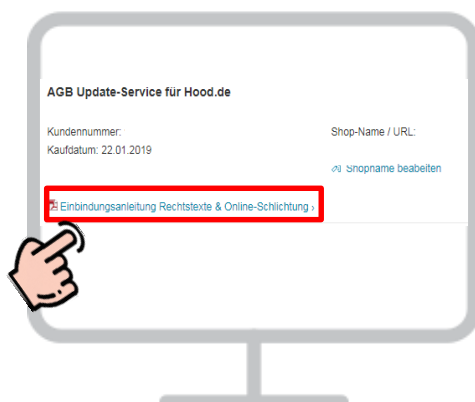 AGB Update-Service für Hood.de
Kundennummer:
Shop-Name / URL:
Kaufdatum: 22.01.2019
Shopname beabeiten
Einbindungsanleitung Rechtstexte & Online-Schlichtung ›